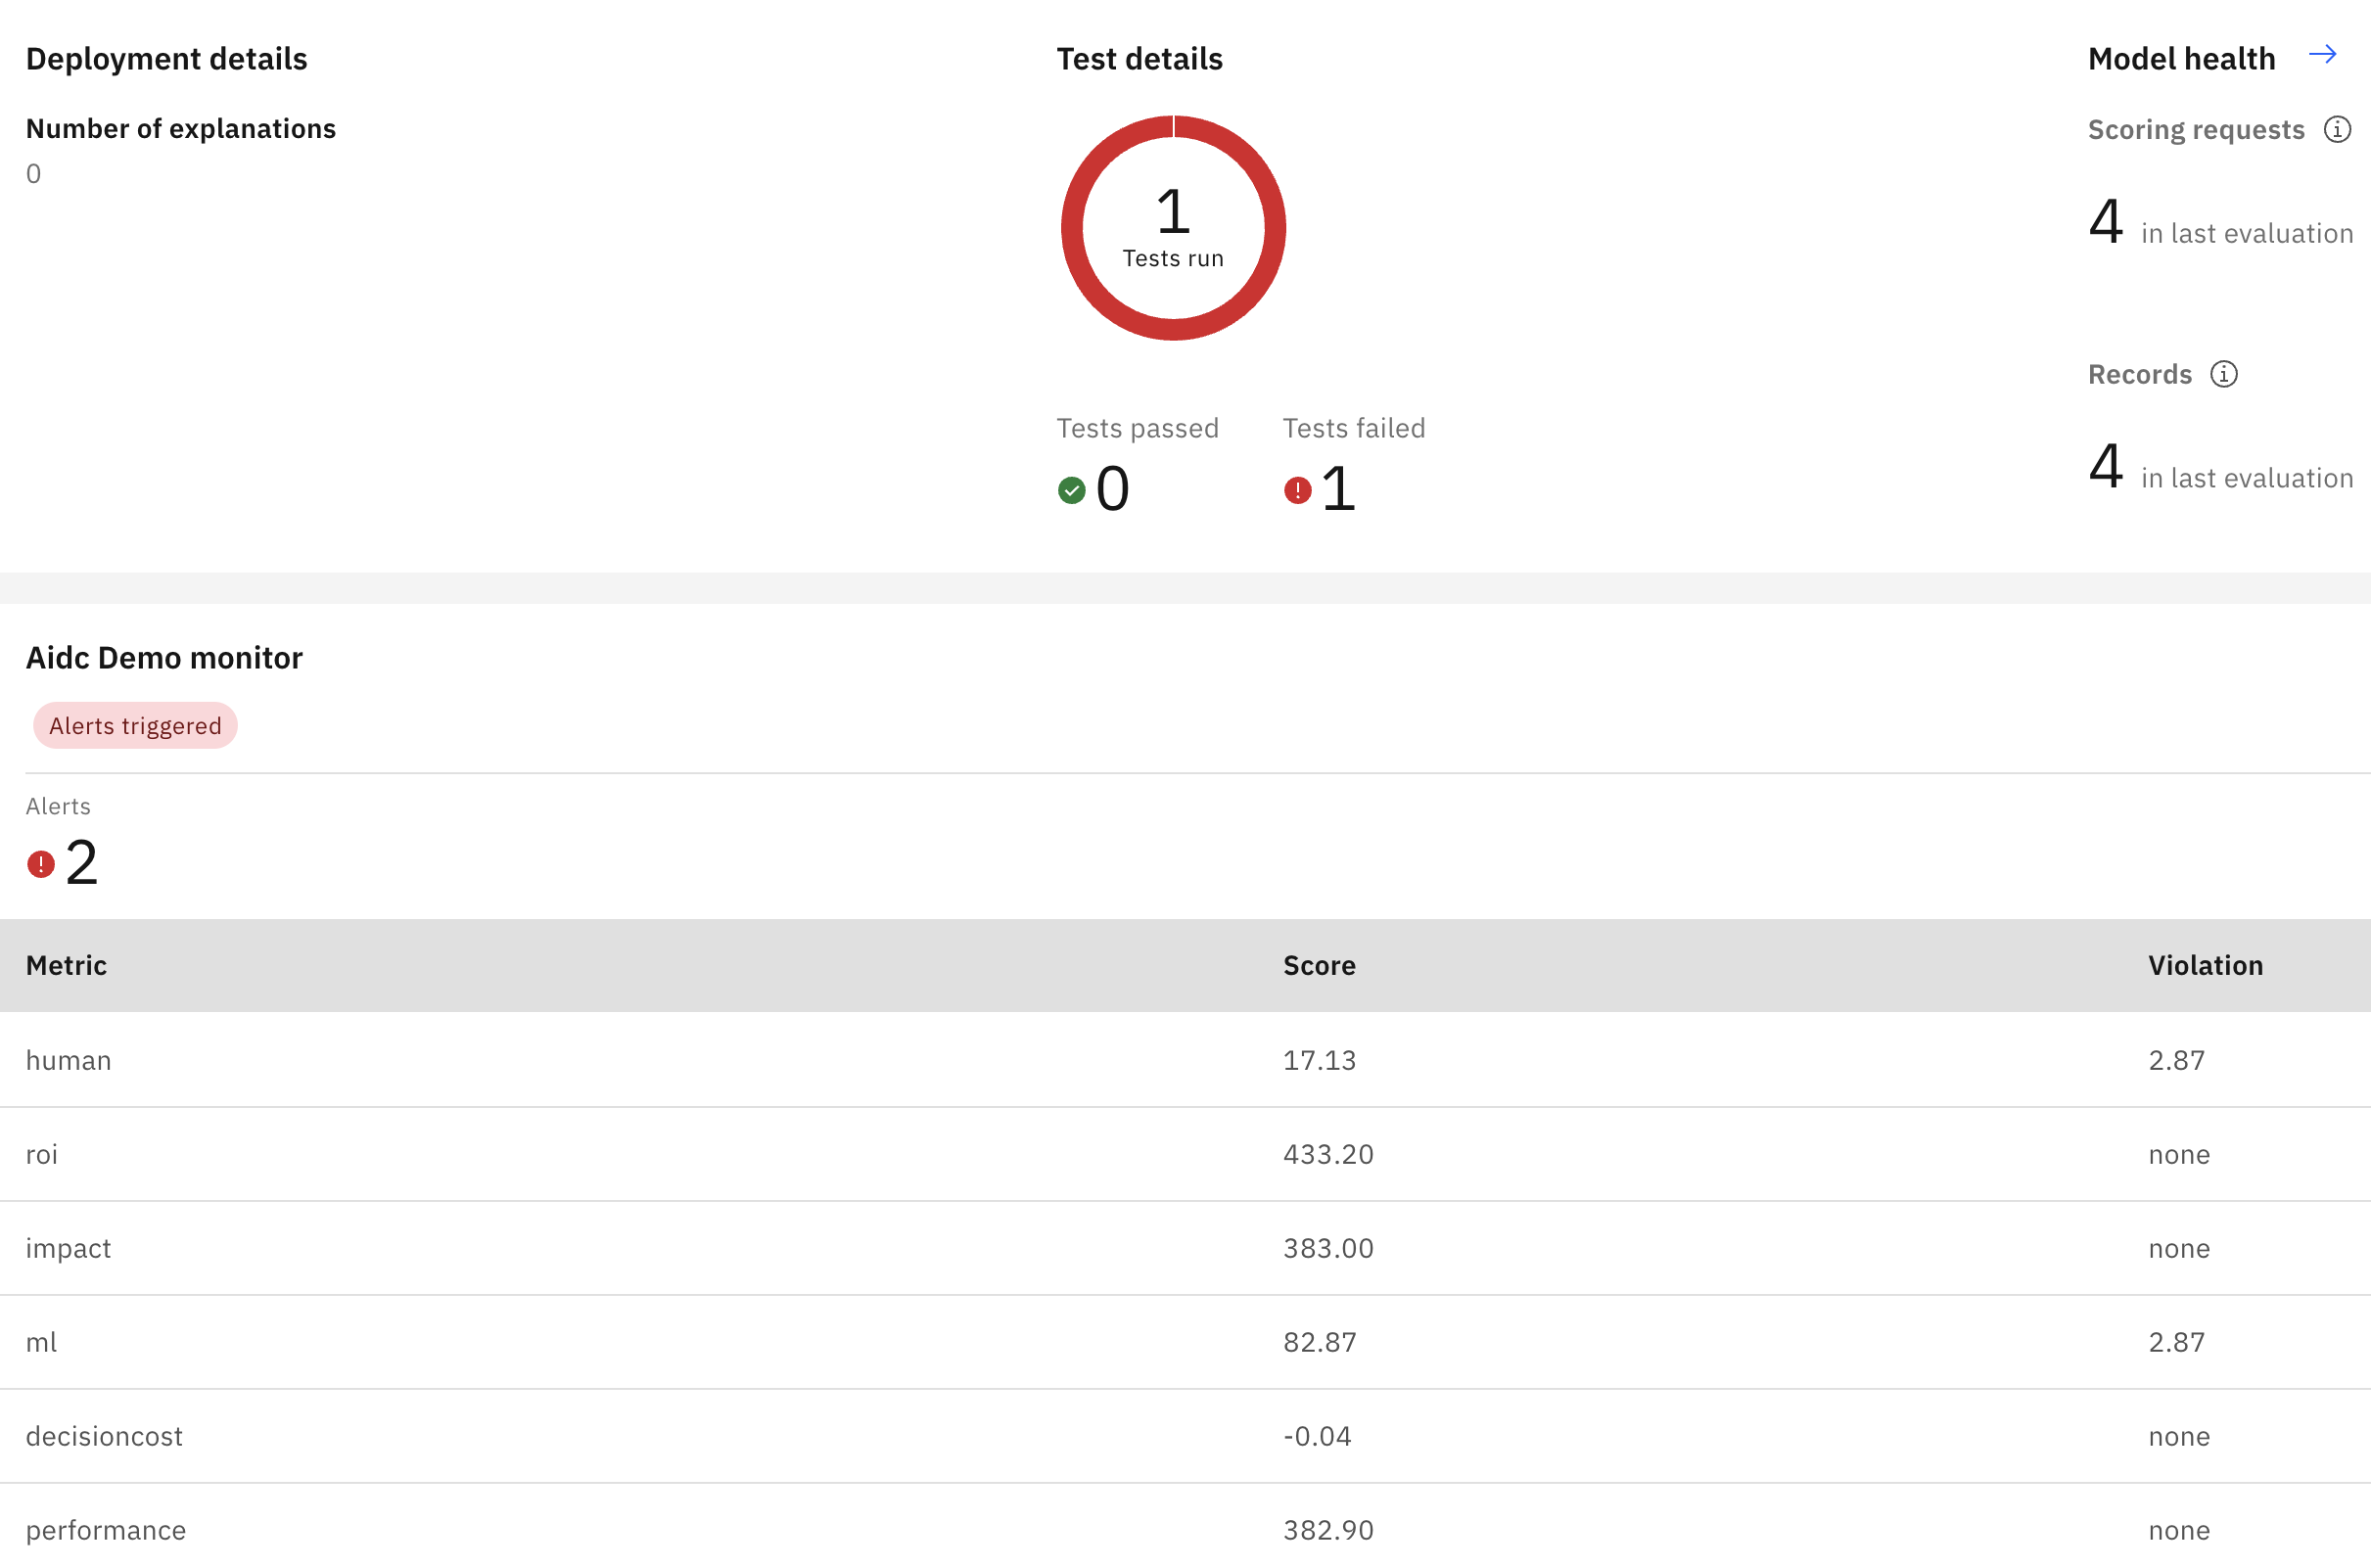 Deployment details
Number of explanations
0
Test details
1
Tests run
Tests passed
0
Tests failed
1
Model health
Scoring requests
4 in last evaluation
Records
4 in last evaluation
Aidc Demo monitor
Alerts triggered
Alerts
2
Metric Score Violation
human 17.13 2.87
roi 433.20 none
impact 383.00 none
ml 82.87 2.87
decisioncost -0.04 none
performance 382.90 none